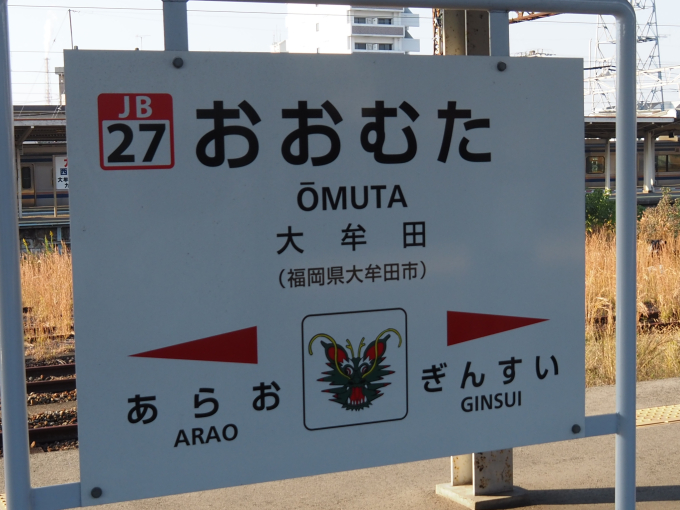 JB
27
おおむた
ŌMUTA
大牟田
（福岡県大牟田市）
あらお
ARAO
ぎんすい
GINSUI